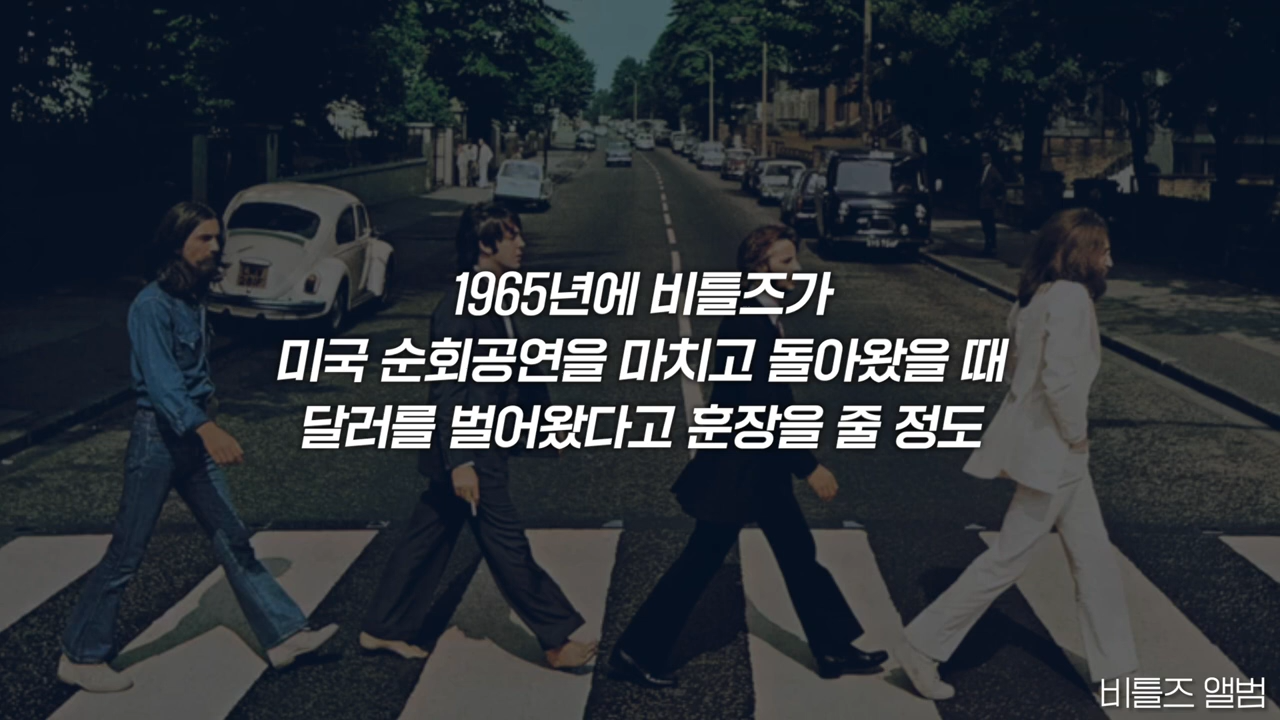 1965년에 비틀즈가
미국 순회공연을 마치고 돌아왔을 때
달러를 벌어왔다고 훈장을 줄 정도
비틀즈 앨범